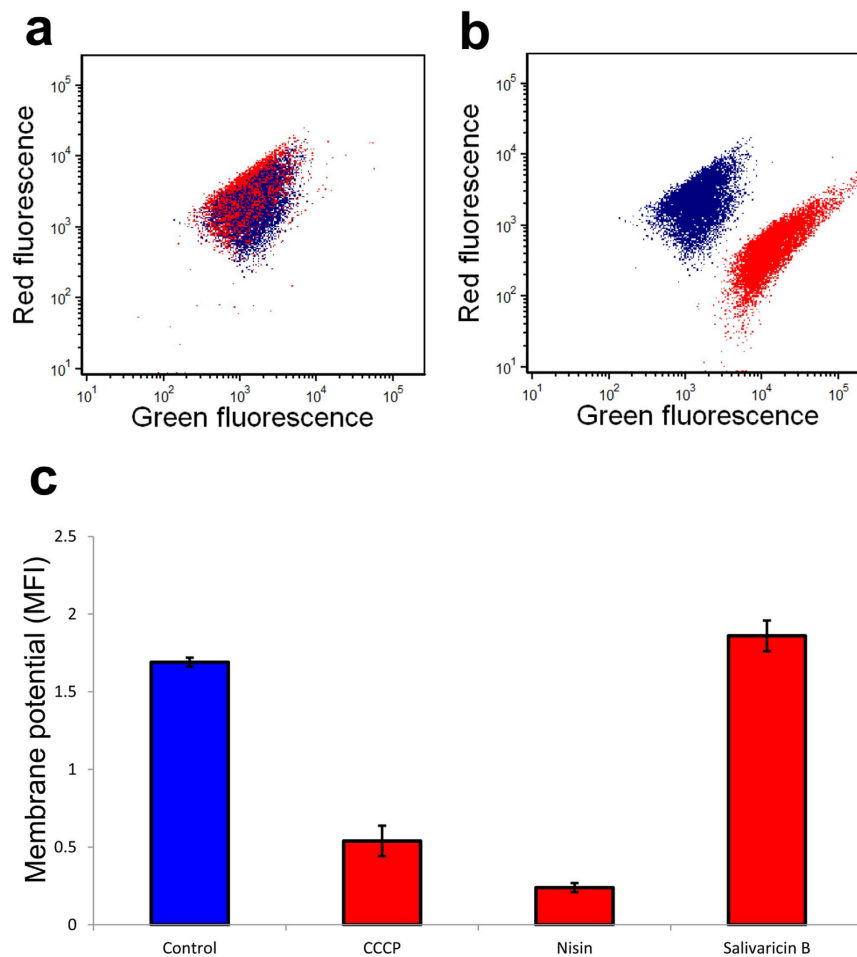 a
Red fluorescence
10^5
10^4
10^3
10^2
10^1
10^1 10^2 10^3 10^4 10^5
Green fluorescence
b
Red fluorescence
10^5
10^4
10^3
10^2
10^1
10^1 10^2 10^3 10^4 10^5
Green fluorescence
c
Membrane potential (MFI)
2.5
2
1.5
1
0.5
0
Control CCCP Nisin Salivaricin B